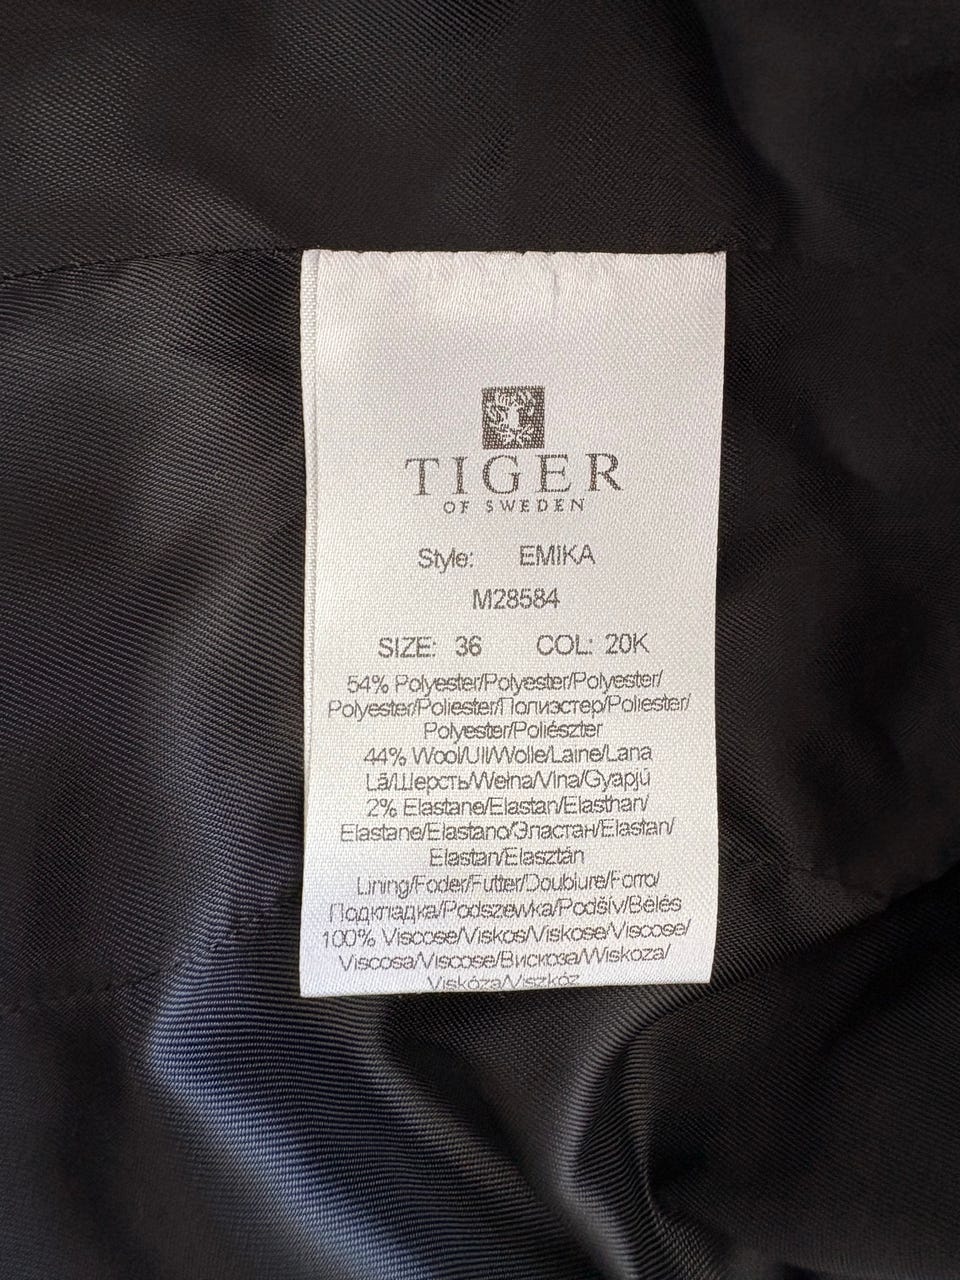 TIGER
OF SWEDEN
Style: EMIKA
M28584
SIZE: 36 COL: 20K
54% Polyester/Polyester/Polyester/
Polyester/Poliester/Полиэстер/Poliester/
Polyester/Poliészter
44% Wool/Ull/Wolle/Laine/Lana
Lã/Шерсть/Wełna/Vlna/Gyapjú
2% Elastane/Elastan/Elasthan/
Elastane/Elastano/Эластан/Elastan/
Elastan/Elasztán
Lining/Foder/Futter/Doublure/Forro/
Подкладка/Podszewka/Podšív/Bélés
100% Viscose/Viskos/Viskose/Viscose/
Viscosa/Viscose/Вискоза/Wiskoza/
Viskóza/Viszkóz